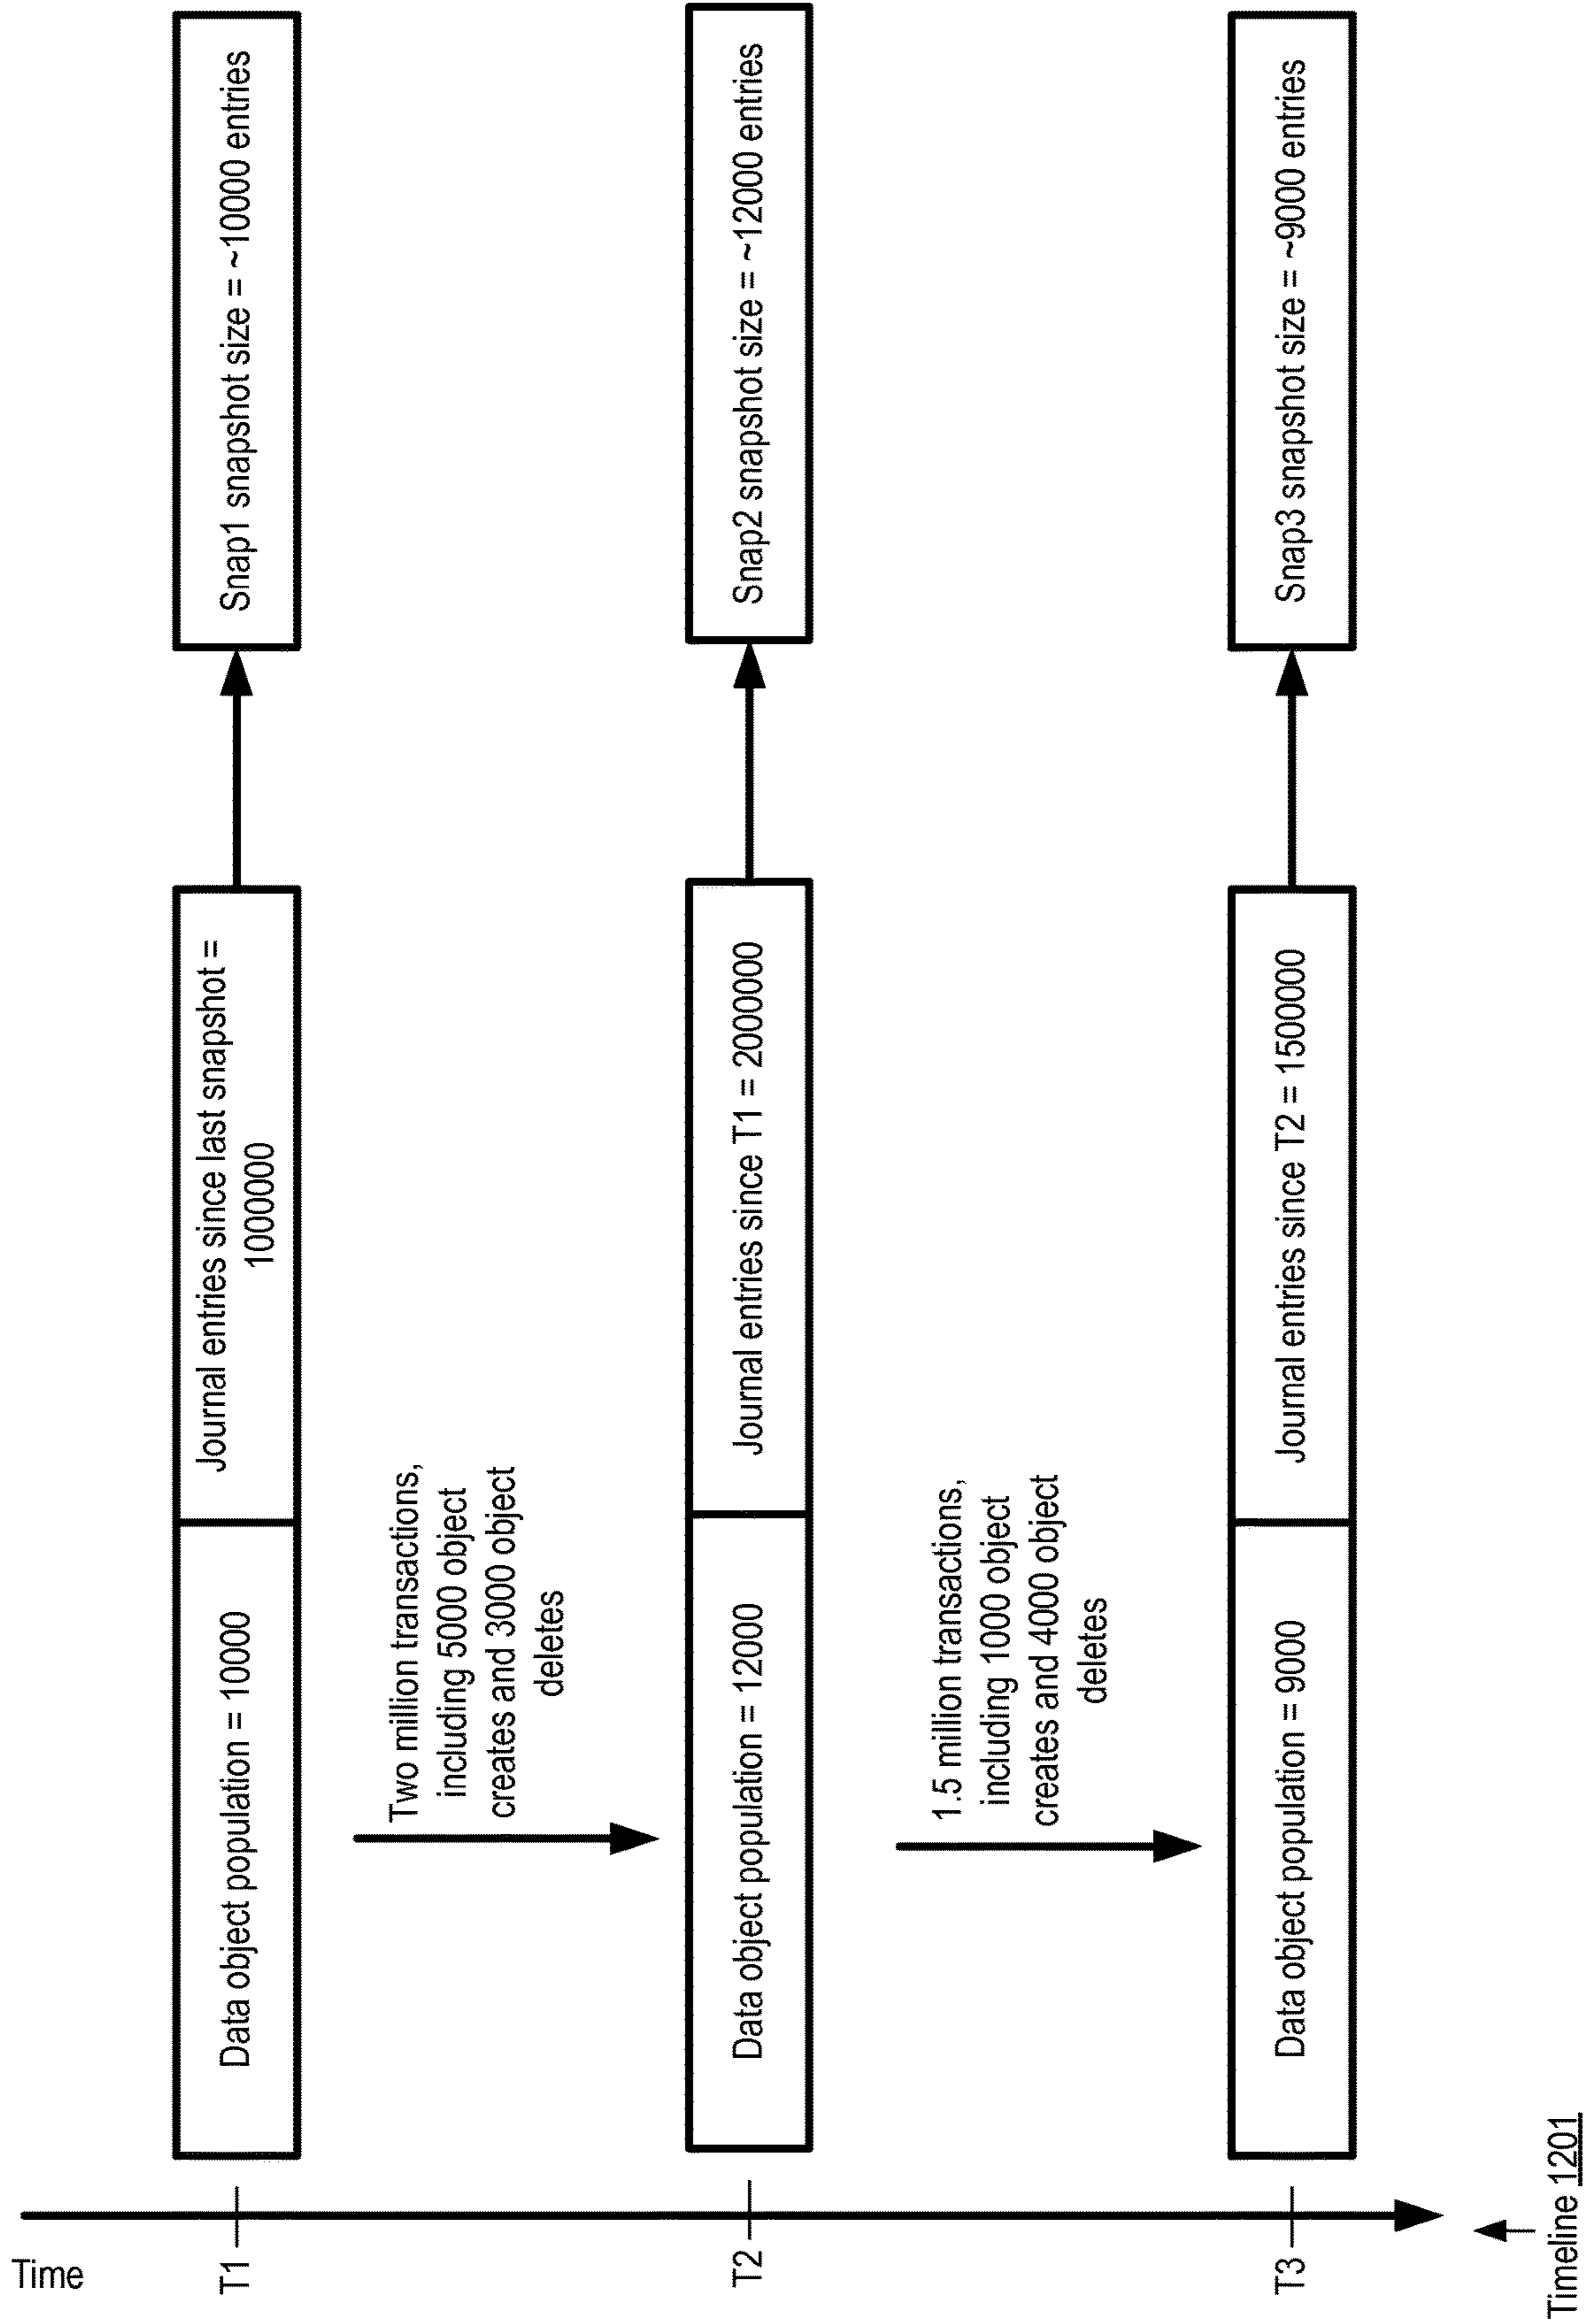 Time
T1
Data object population = 10000
Journal entries since last snapshot =
1000000
Snap1 snapshot size = ~10000 entries
Two million transactions,
including 5000 object
creates and 3000 object
deletes
T2
Data object population = 12000
Journal entries since T1 = 2000000
Snap2 snapshot size = ~12000 entries
1.5 million transactions,
including 1000 object
creates and 4000 object
deletes
T3
Data object population = 9000
Journal entries since T2 = 1500000
Snap3 snapshot size = ~9000 entries
Timeline 1201